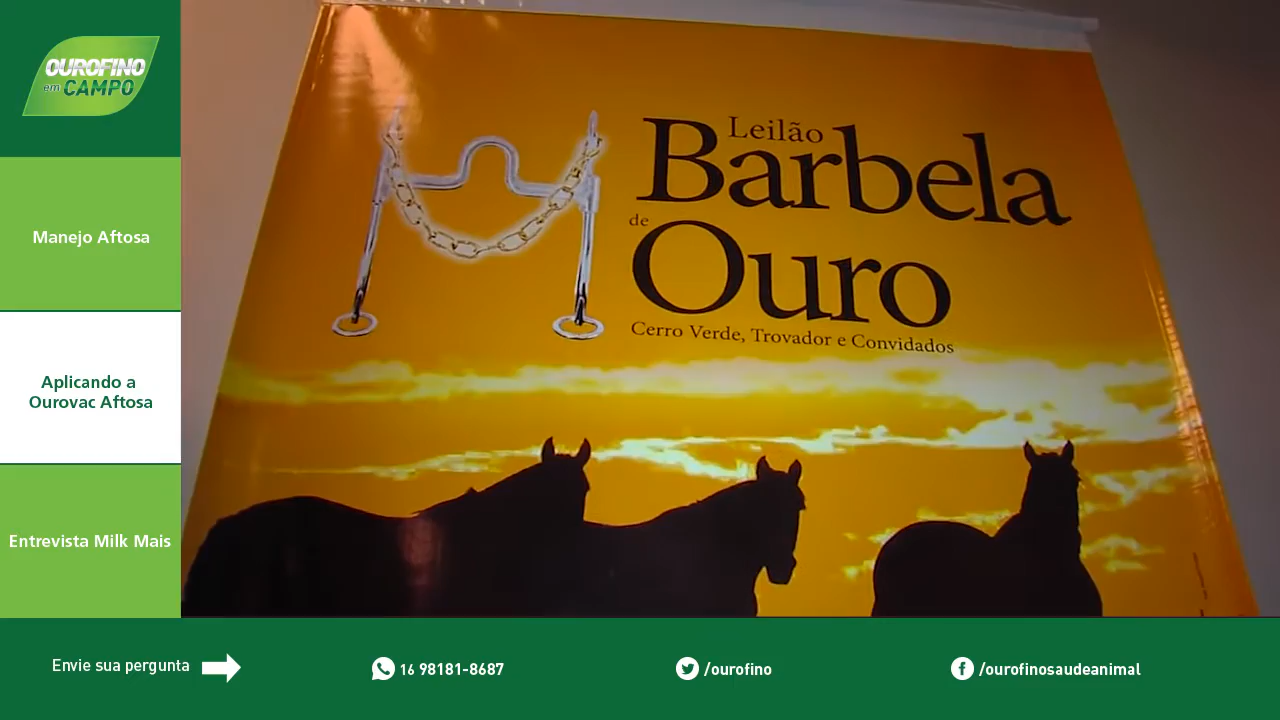 OUROFINO
em CAMPO
Manejo Aftosa
Aplicando a
Ourovac Aftosa
Entrevista Milk Mais
Leilão
Barbela
de
Ouro
Cerro Verde, Trovador e Convidados
Envie sua pergunta
16 98181-8687
/ourofino
/ourofinosaudeanimal